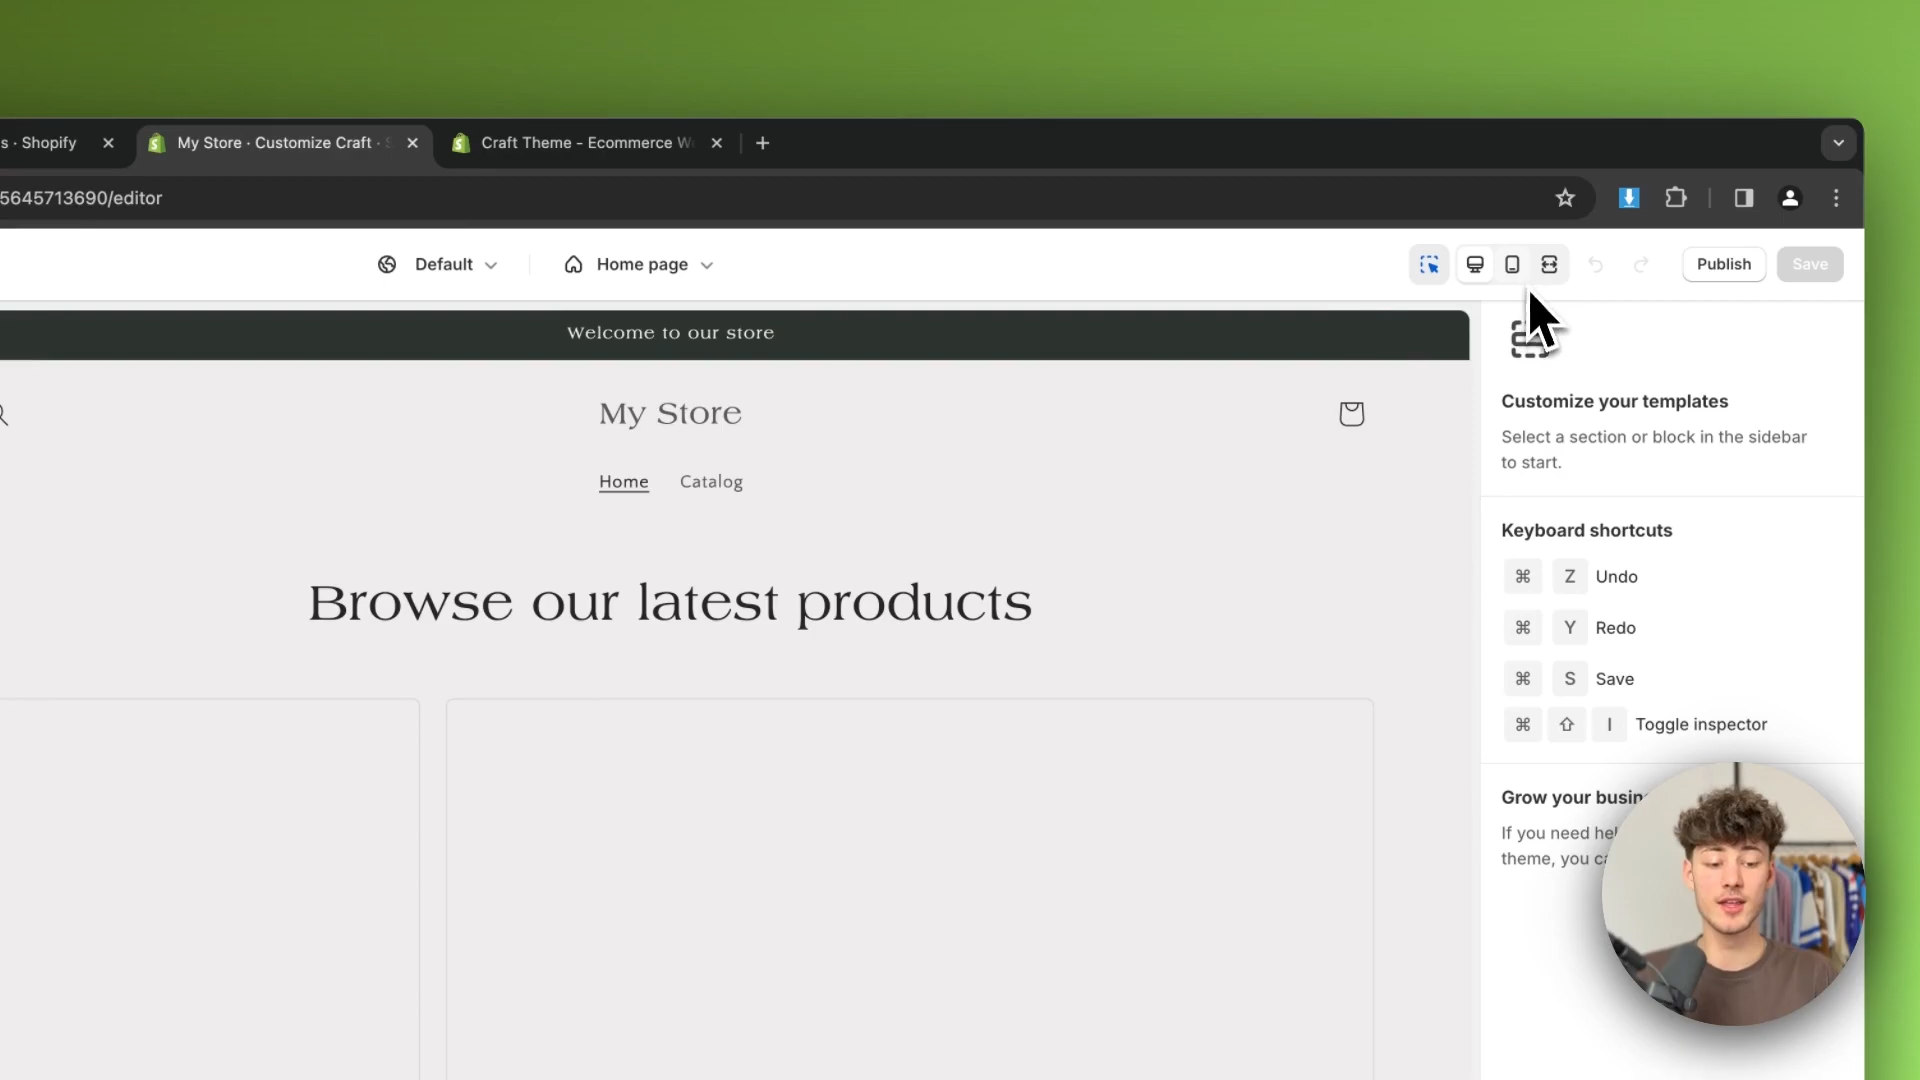 s · Shopify
My Store · Customize Craft ·
Craft Theme – Ecommerce W
5645713690/editor
Default
Home page
Publish
Save
Welcome to our store
My Store
Home
Catalog
Browse our latest products
Customize your templates
Select a section or block in the sidebar
to start.
Keyboard shortcuts
⌘ Z Undo
⌘ Y Redo
⌘ S Save
⌘ ⇧ I Toggle inspector
Grow your busin
If you need hel
theme, you ca